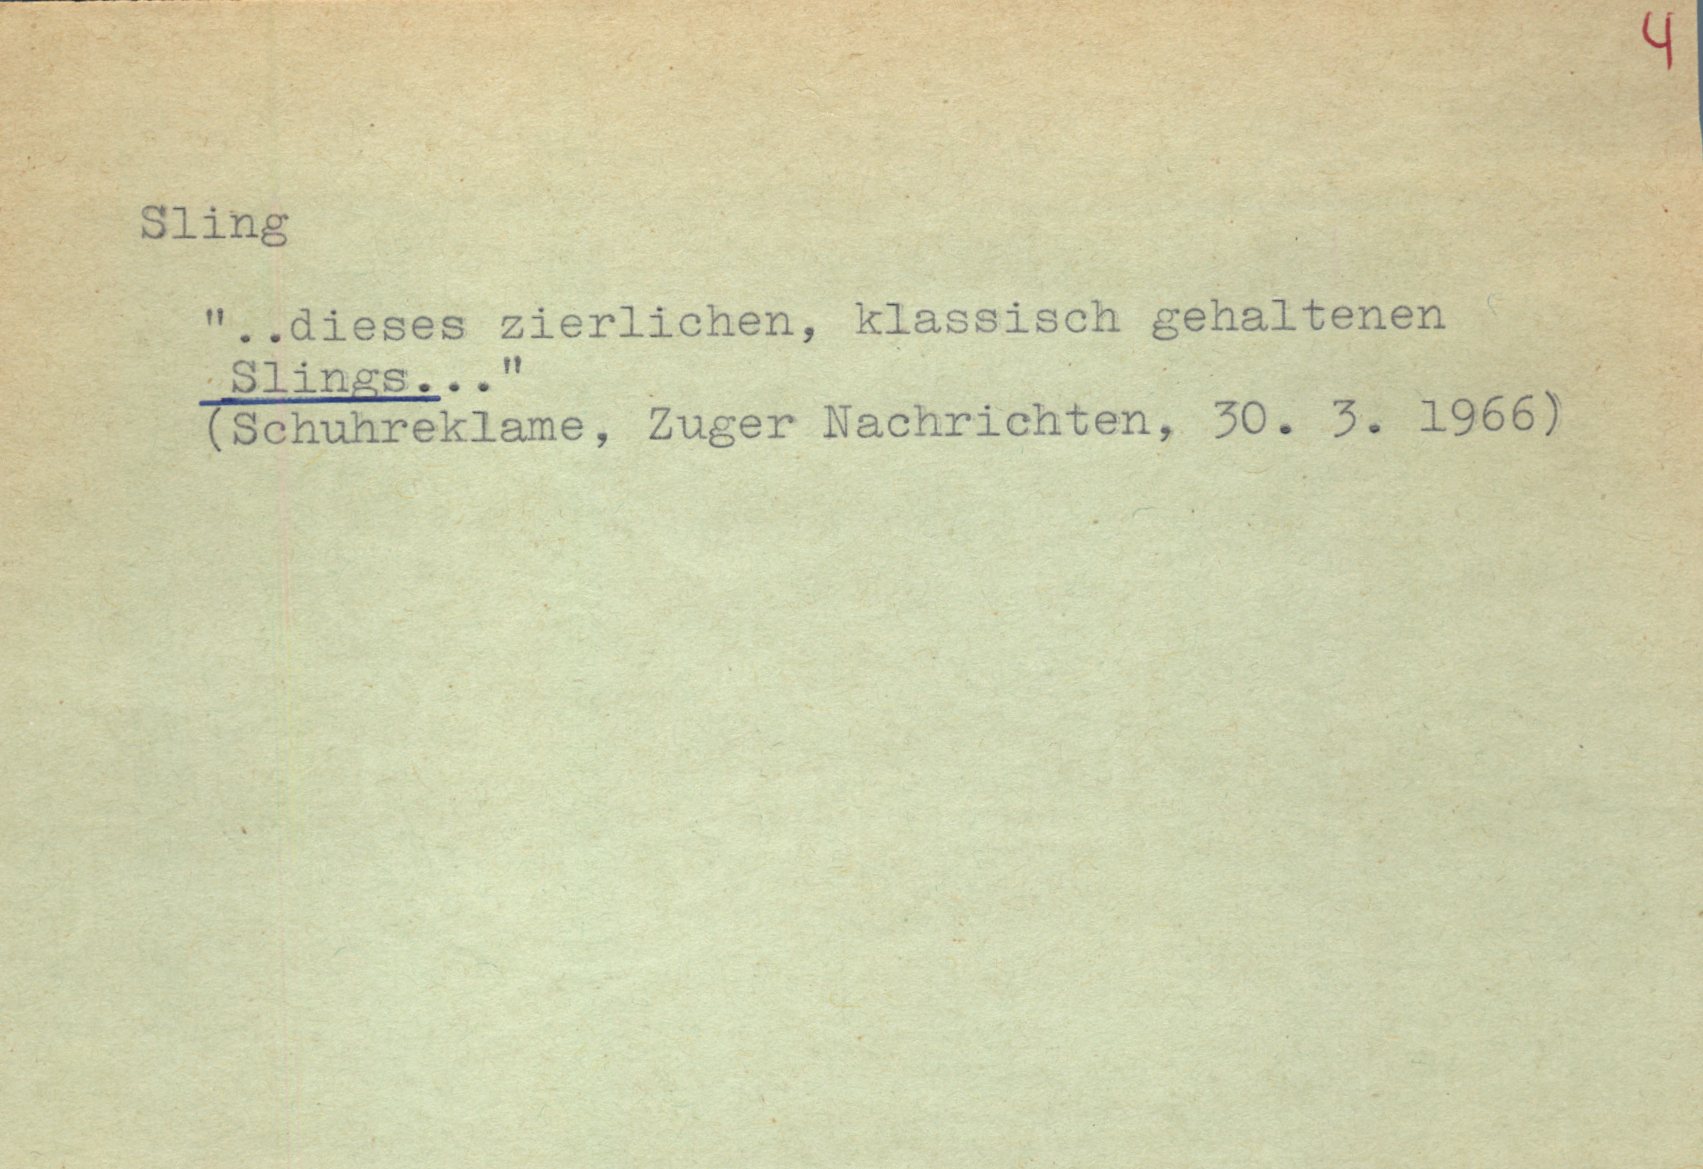 4
Sling
"..dieses zierlichen, klassisch gehaltenen
Slings..."
(Schuhreklame, Zuger Nachrichten, 30. 3. 1966)